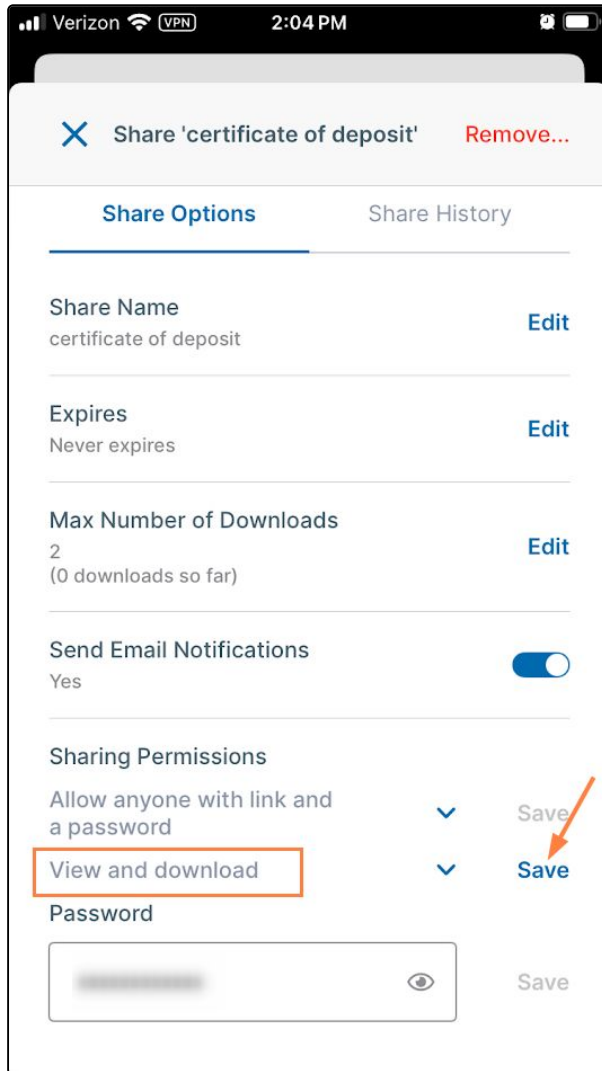 Verizon VPN 2:04 PM
Share 'certificate of deposit' Remove...
Share Options Share History
Share Name
Edit
certificate of deposit
Expires
Edit
Never expires
Max Number of Downloads
2 Edit
(0 downloads so far)
Send Email Notifications
Yes
Sharing Permissions
Allow anyone with link and
a password
Save
View and download Save
Password
Save